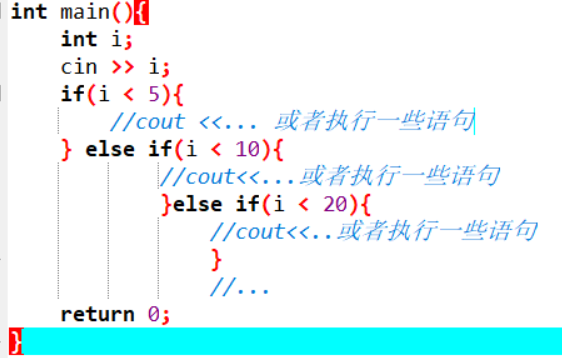 int main(){
    int i;
    cin >> i;
    if(i < 5){
        //cout <<... 或者执行一些语句
    } else if(i < 10){
            //cout<<...或者执行一些语句
            }else if(i < 20){
                //cout<<..或者执行一些语句
                }
                //...
    return 0;
}